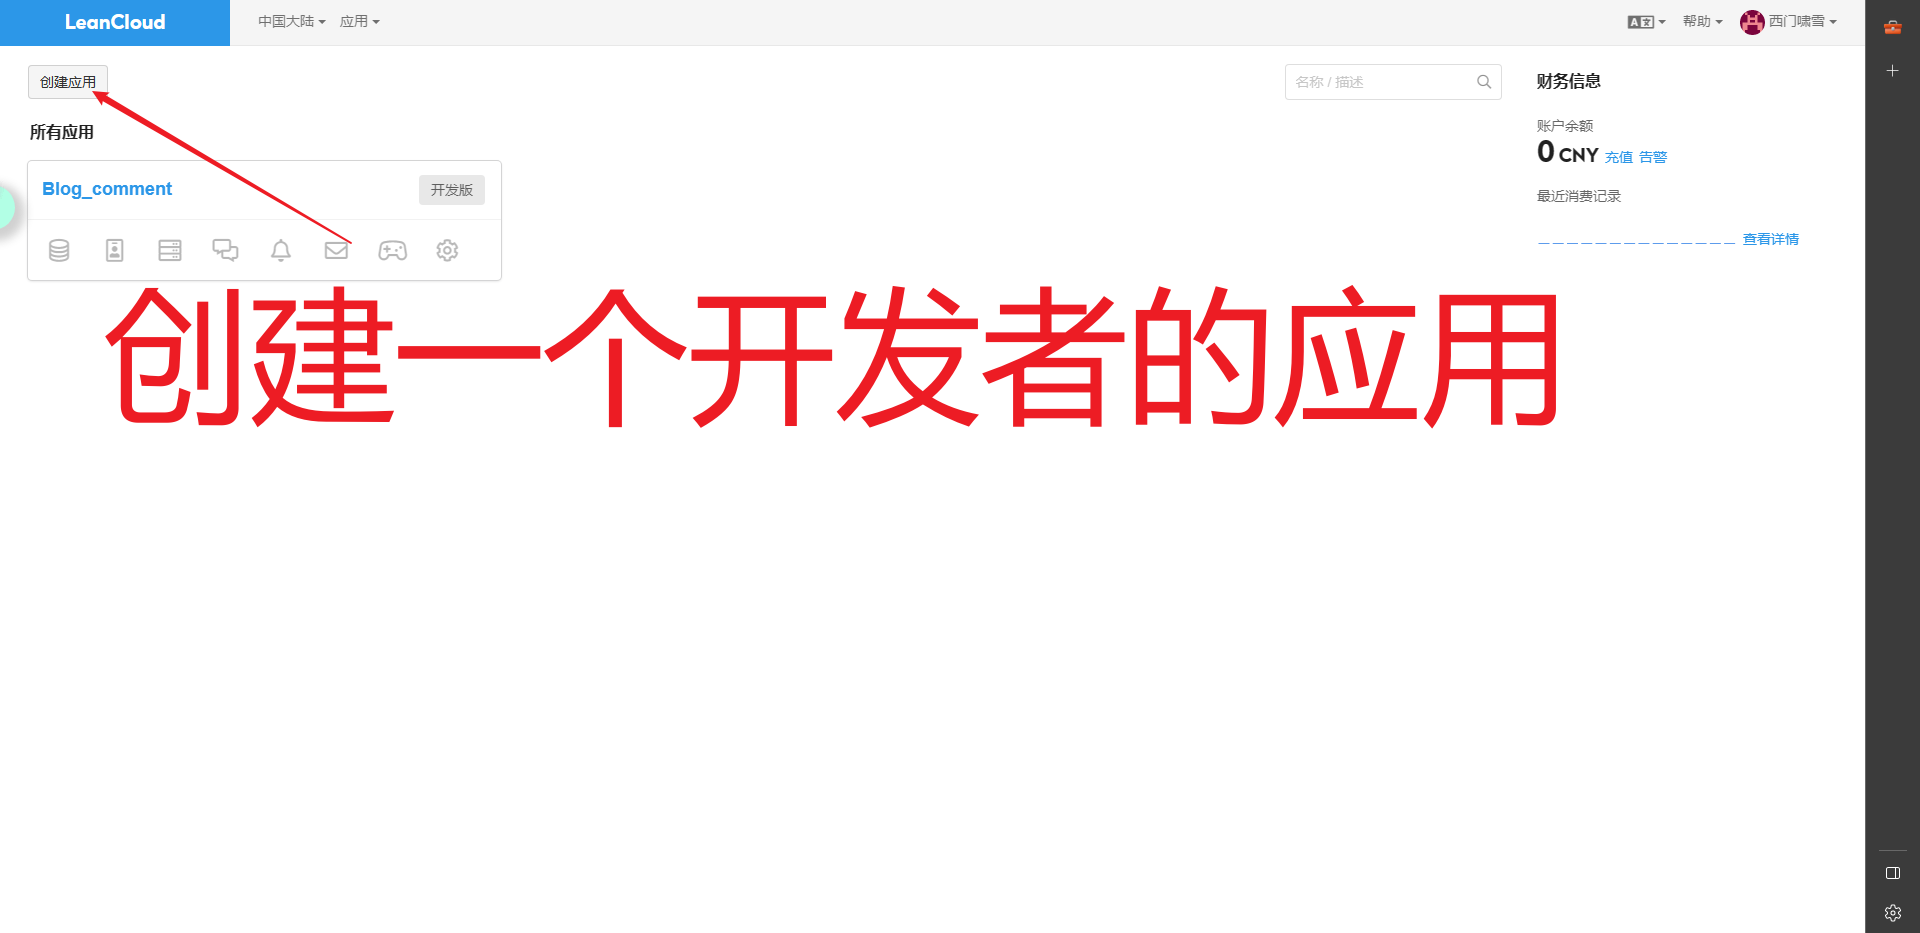 LeanCloud
中国大陆 应用
帮助 西门啸雪
创建应用
名称 / 描述
财务信息
所有应用
账户余额
0 CNY 充值 告警
Blog_comment
开发版
最近消费记录
查看详情
创建一个开发者的应用